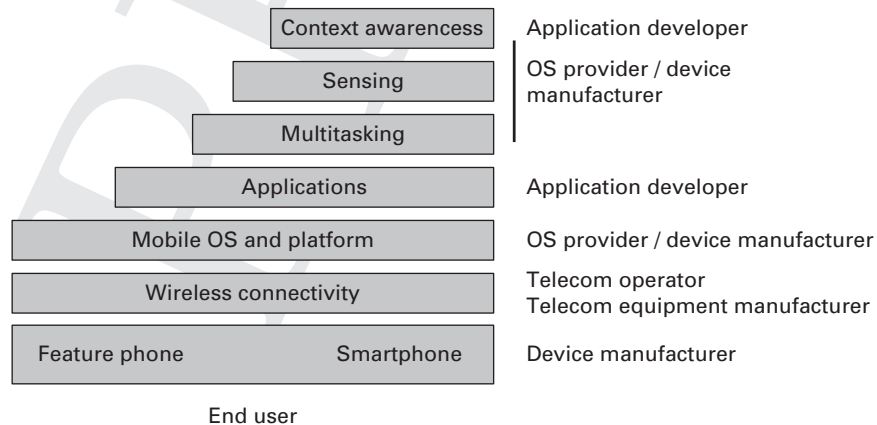 Context awarencess Application developer
Sensing OS provider / device
manufacturer
Multitasking
Applications Application developer
Mobile OS and platform OS provider / device manufacturer
Wireless connectivity Telecom operator
Telecom equipment manufacturer
Feature phone Smartphone Device manufacturer
End user